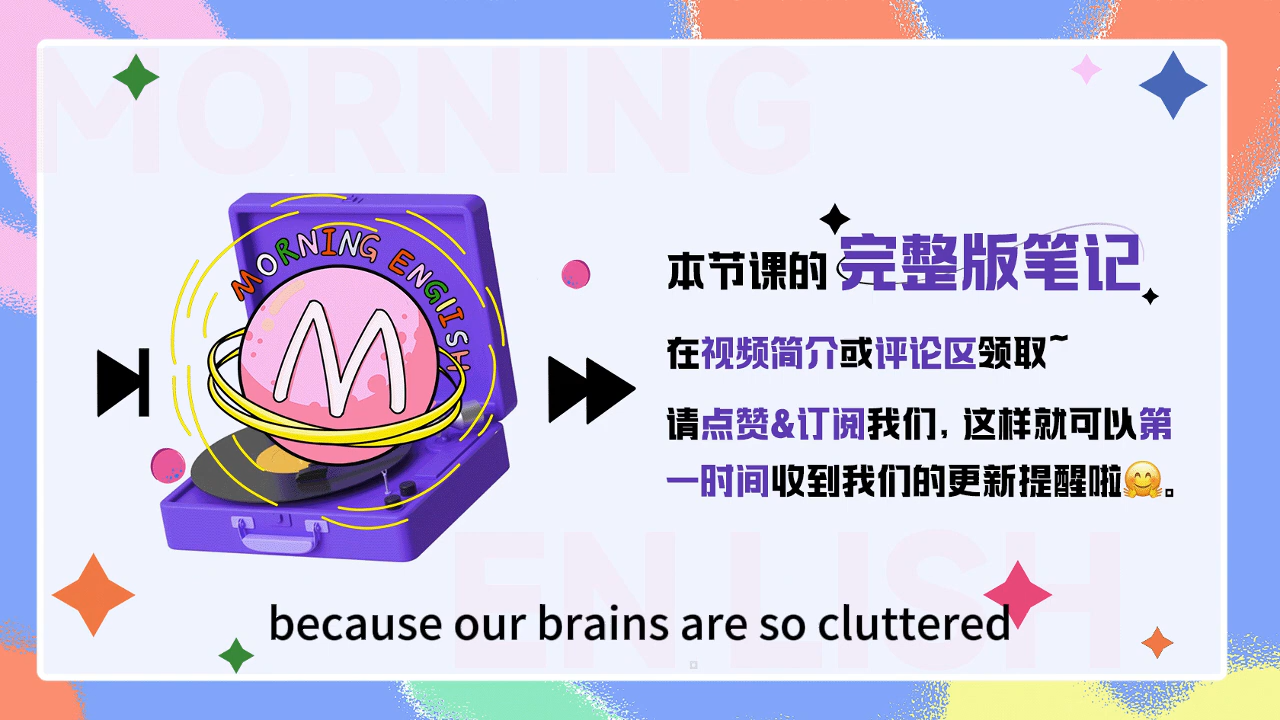 MORNING
MORNING ENGlISH
M
本节课的 完整版笔记
在视频简介或评论区领取~
请点赞&订阅我们, 这样就可以第
一时间收到我们的更新提醒啦🤗。
EN LISH
because our brains are so cluttered